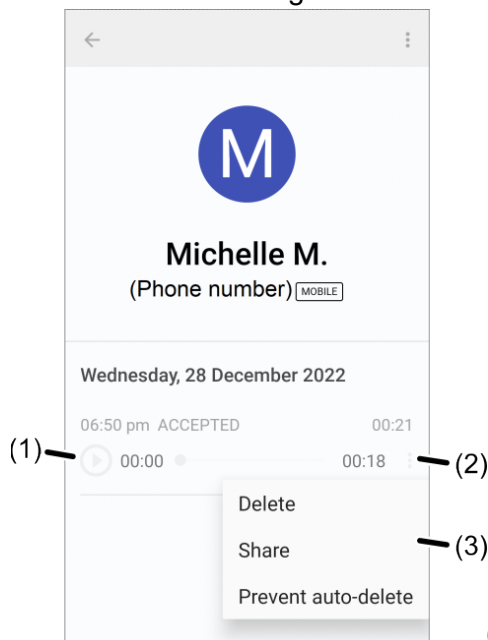 M
Michelle M.
(Phone number) MOBILE
Wednesday, 28 December 2022
06:50 pm ACCEPTED 00:21
(1) 00:00 00:18 (2)
Delete
Share (3)
Prevent auto-delete